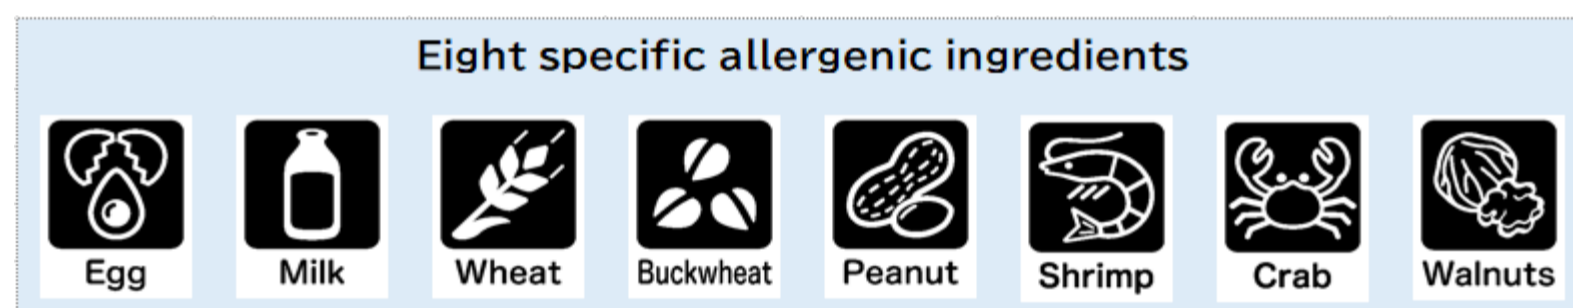 Eight specific allergenic ingredients
Egg Milk Wheat Buckwheat Peanut Shrimp Crab Walnuts